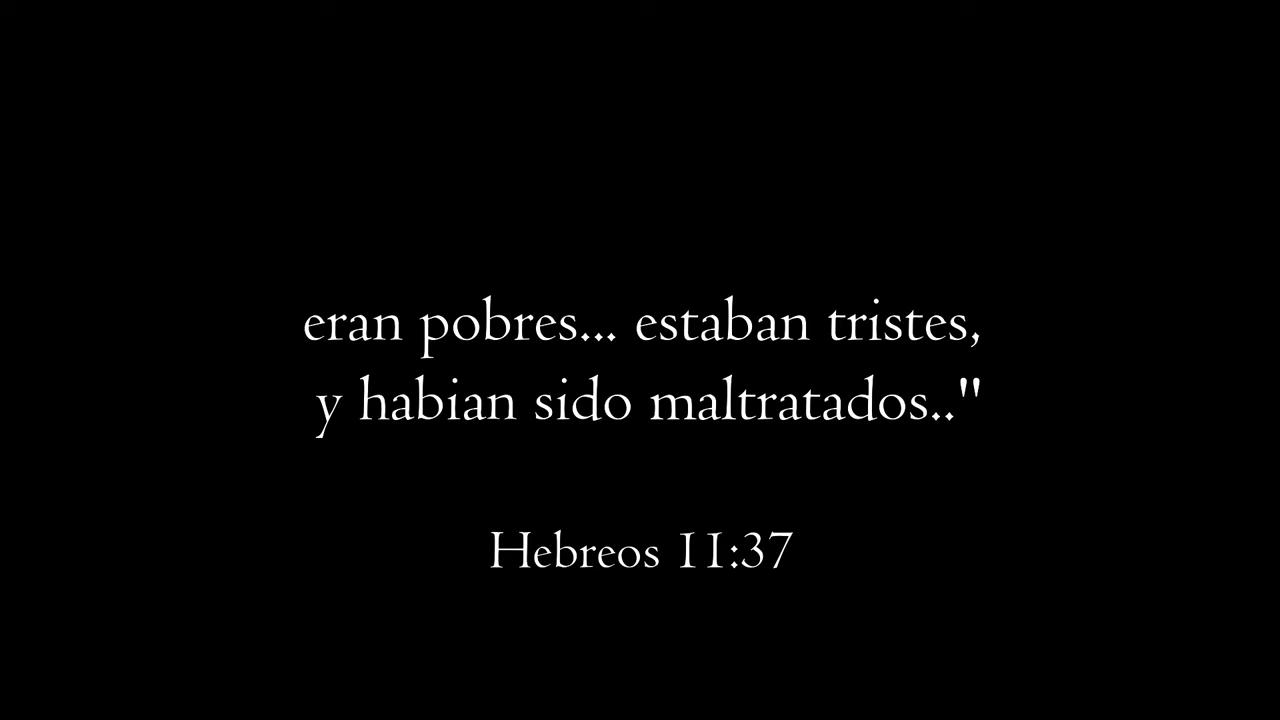 eran pobres... estaban tristes,
y habian sido maltratados.."
Hebreos 11:37